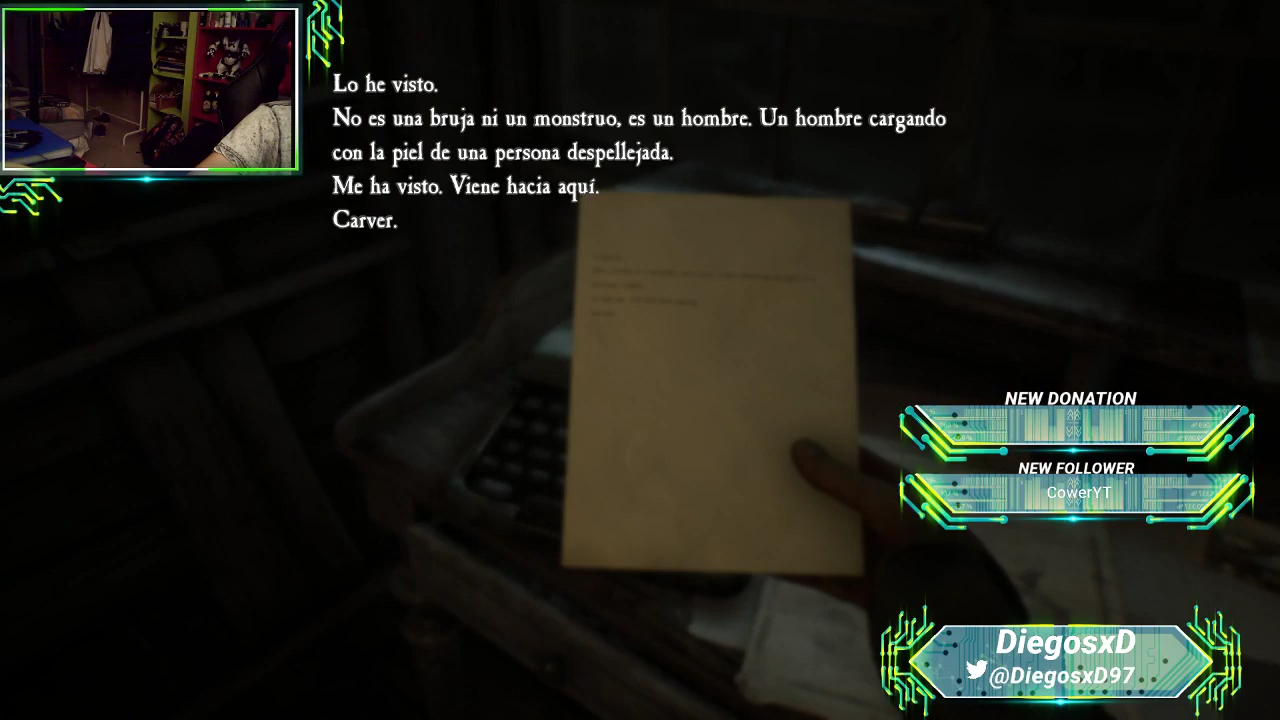 Lo he visto.
No es una bruja ni un monstruo, es un hombre. Un hombre cargando
con la piel de una persona despellejada.
Me ha visto. Viene hacia aquí.
Carver.
NEW DONATION
NEW FOLLOWER
CowerYT
DiegosxD
@DiegosxD97